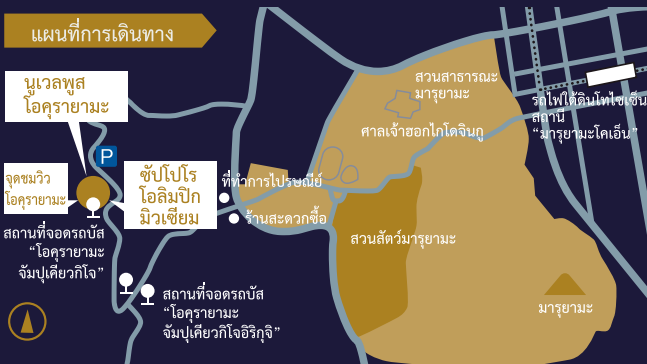 แผนที่การเดินทาง
นูเวลพูส
โอคุรายามะ
P
จุดชมวิว
โอคุรายามะ
ซัปโปโร
โอลิมปิก
มิวเซียม
สถานที่จอดรถบัส
“โอคุรายามะ
จัมปุเคียวกิโจ”
สถานที่จอดรถบัส
“โอคุรายามะ
จัมปุเคียวกิโจอิริกุจิ”
ที่ทำการไปรษณีย์
ร้านสะดวกซื้อ
สวนสาธารณะ
มารุยามะ
ศาลเจ้าฮอกไกโดจินกู
รถไฟใต้ดินโทไซเซ็น
สถานี
“มารุยามะโคเอ็น”
สวนสัตว์มารุยามะ
มารุยามะ